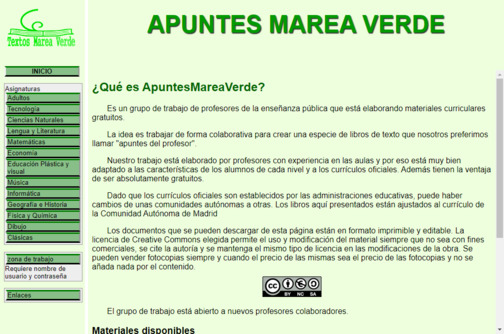 Textos Marea Verde
APUNTES MAREA VERDE
INICIO
Asignaturas
Adultos
Tecnología
Ciencias Naturales
Lengua y Literatura
Matemáticas
Economía
Educación Plástica y
visual
Música
Informática
Geografía e Historia
Física y Química
Dibujo
Clásicas
zona de trabajo
Requiere nombre de
usuario y contraseña
Enlaces
¿Qué es ApuntesMareaVerde?
Es un grupo de trabajo de profesores de la enseñanza pública que está elaborando materiales curriculares
gratuitos.
La idea es trabajar de forma colaborativa para crear una especie de libros de texto que nosotros preferimos
llamar "apuntes del profesor".
Nuestro trabajo está elaborado por profesores con experiencia en las aulas y por eso está muy bien
adaptado a las características de los alumnos de cada nivel y a los currículos oficiales. Además tienen la ventaja
de ser absolutamente gratuitos.
Dado que los currículos oficiales son establecidos por las administraciones educativas, puede haber
cambios de unas comunidades autónomas a otras. Los libros aquí presentados están ajustados al currículo de
la Comunidad Autónoma de Madrid
Los documentos que se pueden descargar de esta página están en formato imprimible y editable. La
licencia de Creative Commons elegida permite el uso y modificación del material siempre que no sea con fines
comerciales, se cite la autoría y se mantenga el mismo tipo de licencia en las modificaciones de la obra. Se
pueden vender fotocopias siempre y cuando el precio de las mismas sea el precio de las fotocopias y no se
añada nada por el contenido.
cc
BY NC SA
El grupo de trabajo está abierto a nuevos profesores colaboradores.
Materiales disponibles